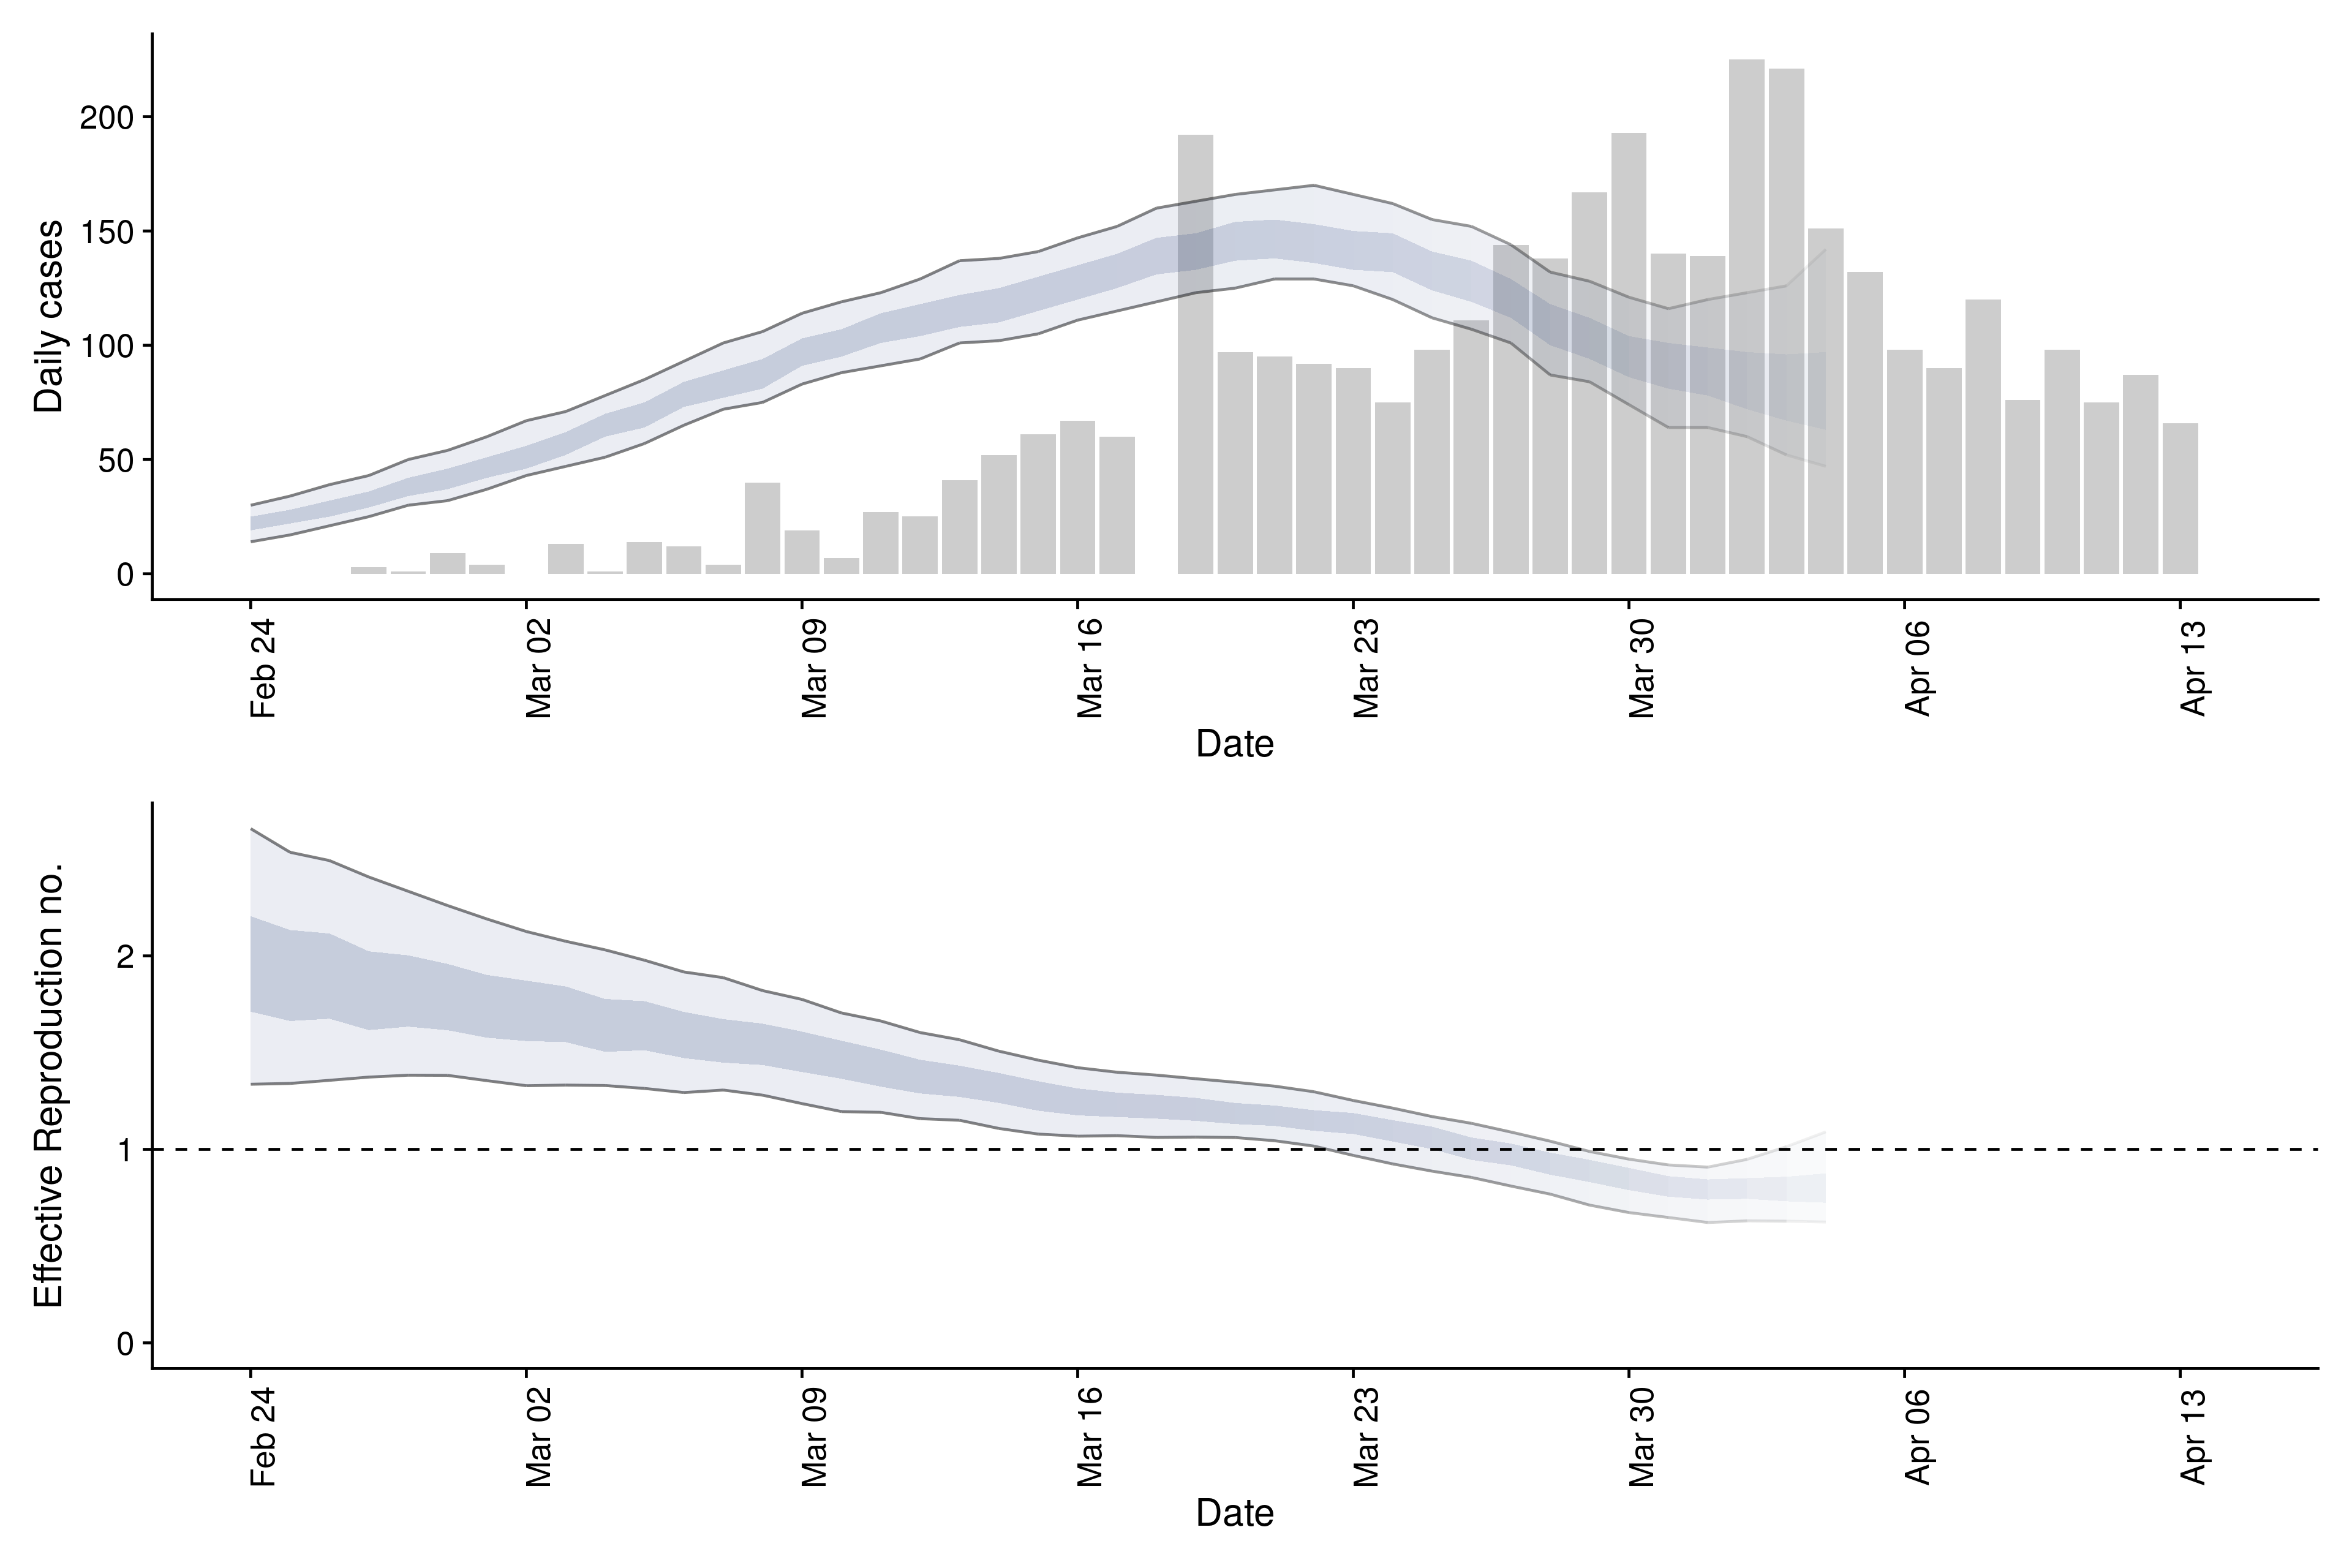 Daily cases
200
150
100
50
0
Feb 24
Mar 02
Mar 09
Mar 16
Mar 23
Mar 30
Apr 06
Apr 13
Date
Effective Reproduction no.
2
1
0
Feb 24
Mar 02
Mar 09
Mar 16
Mar 23
Mar 30
Apr 06
Apr 13
Date